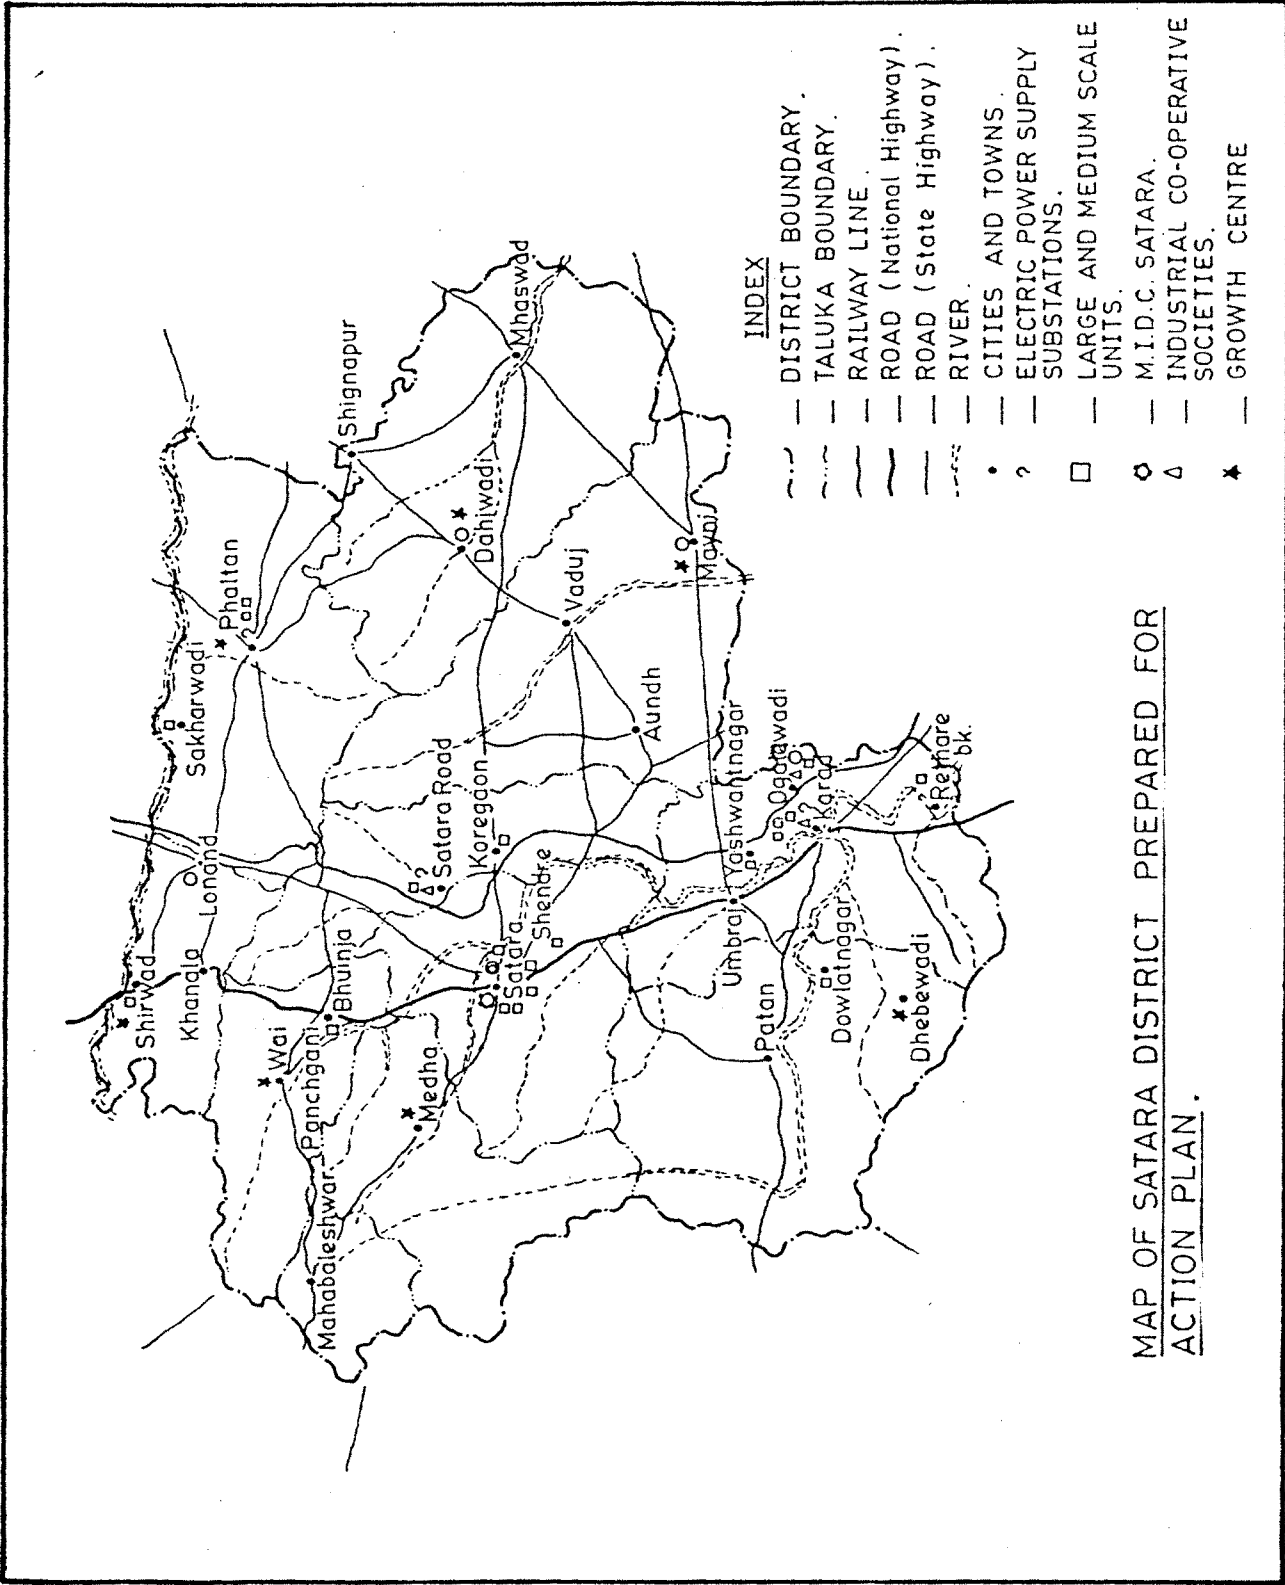 Shirwad
Khanala
Lonand
Sakharwadi
Phaltan
Shignapur
Wai
Panchgani
Bhuinja
Mahabaleshwar
Medha
Satara Road
Koregaon
Satara
Shendre
Dahiwadi
Mhaswad
Vaduj
Aundh
Mayni
Yashwantnagar
Umbraj
Ogalawadi
Karad
Patan
Dowlatnagar
Dhebewadi
Rethare
bk.
INDEX
— DISTRICT BOUNDARY.
— TALUKA BOUNDARY.
— RAILWAY LINE.
— ROAD (National Highway).
— ROAD (State Highway).
— RIVER.
— CITIES AND TOWNS.
? — ELECTRIC POWER SUPPLY
SUBSTATIONS.
— LARGE AND MEDIUM SCALE
UNITS.
— M.I.D.C. SATARA.
— INDUSTRIAL CO-OPERATIVE
SOCIETIES.
— GROWTH CENTRE
MAP OF SATARA DISTRICT PREPARED FOR
ACTION PLAN.